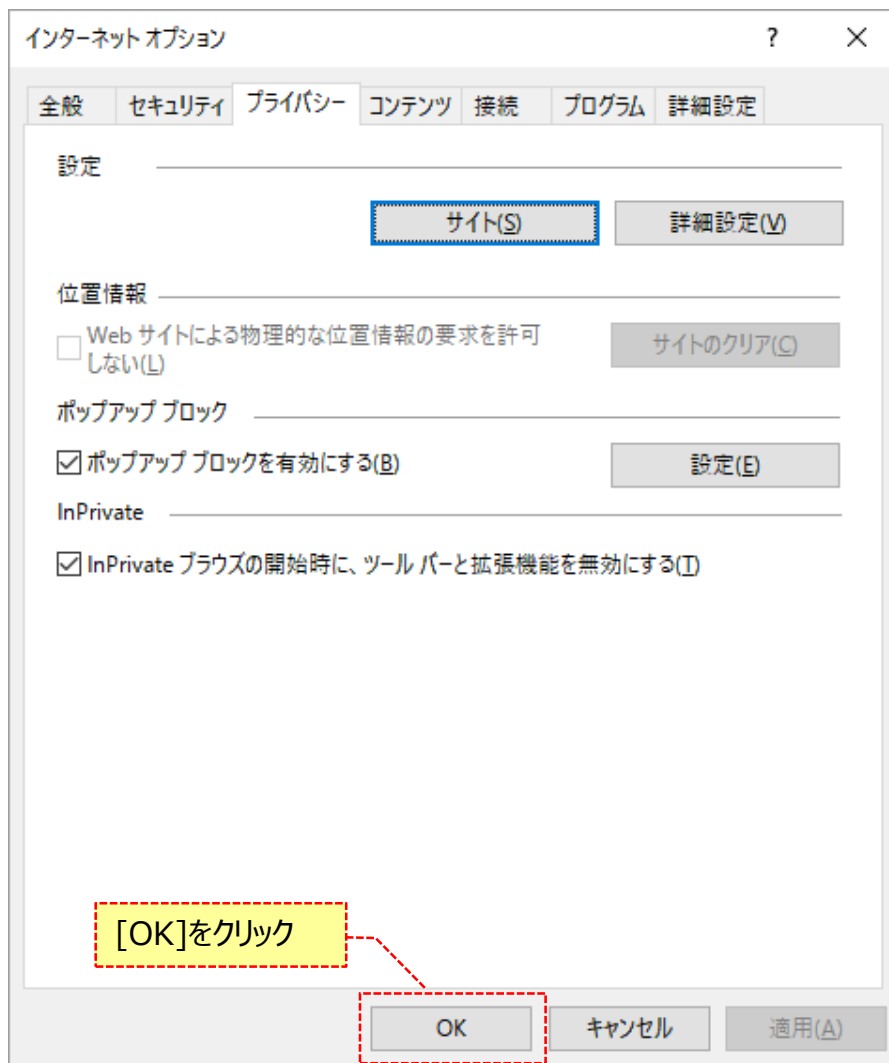 インターネット オプション
?
全般
セキュリティ
プライバシー
コンテンツ
接続
プログラム
詳細設定
設定
サイト(S)
詳細設定(V)
位置情報
Web サイトによる物理的な位置情報の要求を許可
しない(L)
サイトのクリア(C)
ポップアップ ブロック
ポップアップ ブロックを有効にする(B)
設定(E)
InPrivate
InPrivate ブラウズの開始時に、ツール バーと拡張機能を無効にする(T)
[OK]をクリック
OK
キャンセル
適用(A)